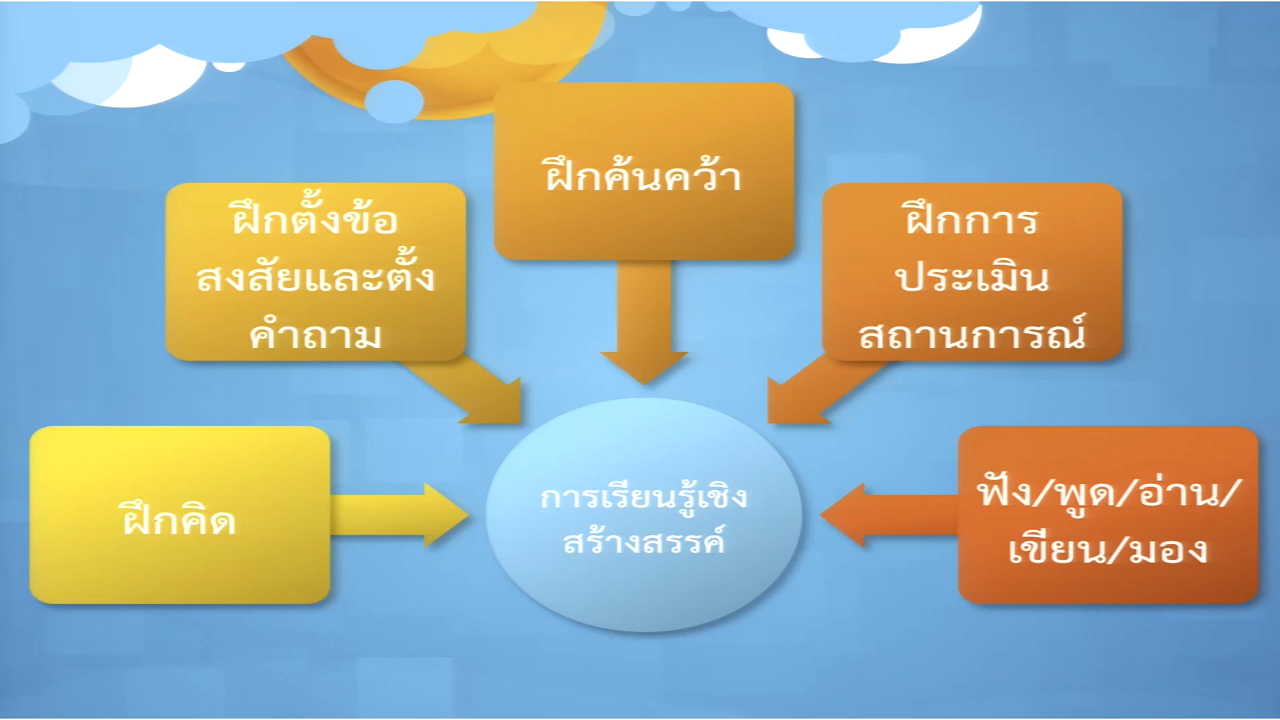 ฝึกค้นคว้า
ฝึกตั้งข้อ
สงสัยและตั้ง
คำถาม
ฝึกการ
ประเมิน
สถานการณ์
ฝึกคิด
การเรียนรู้เชิง
สร้างสรรค์
ฟัง/พูด/อ่าน/
เขียน/มอง